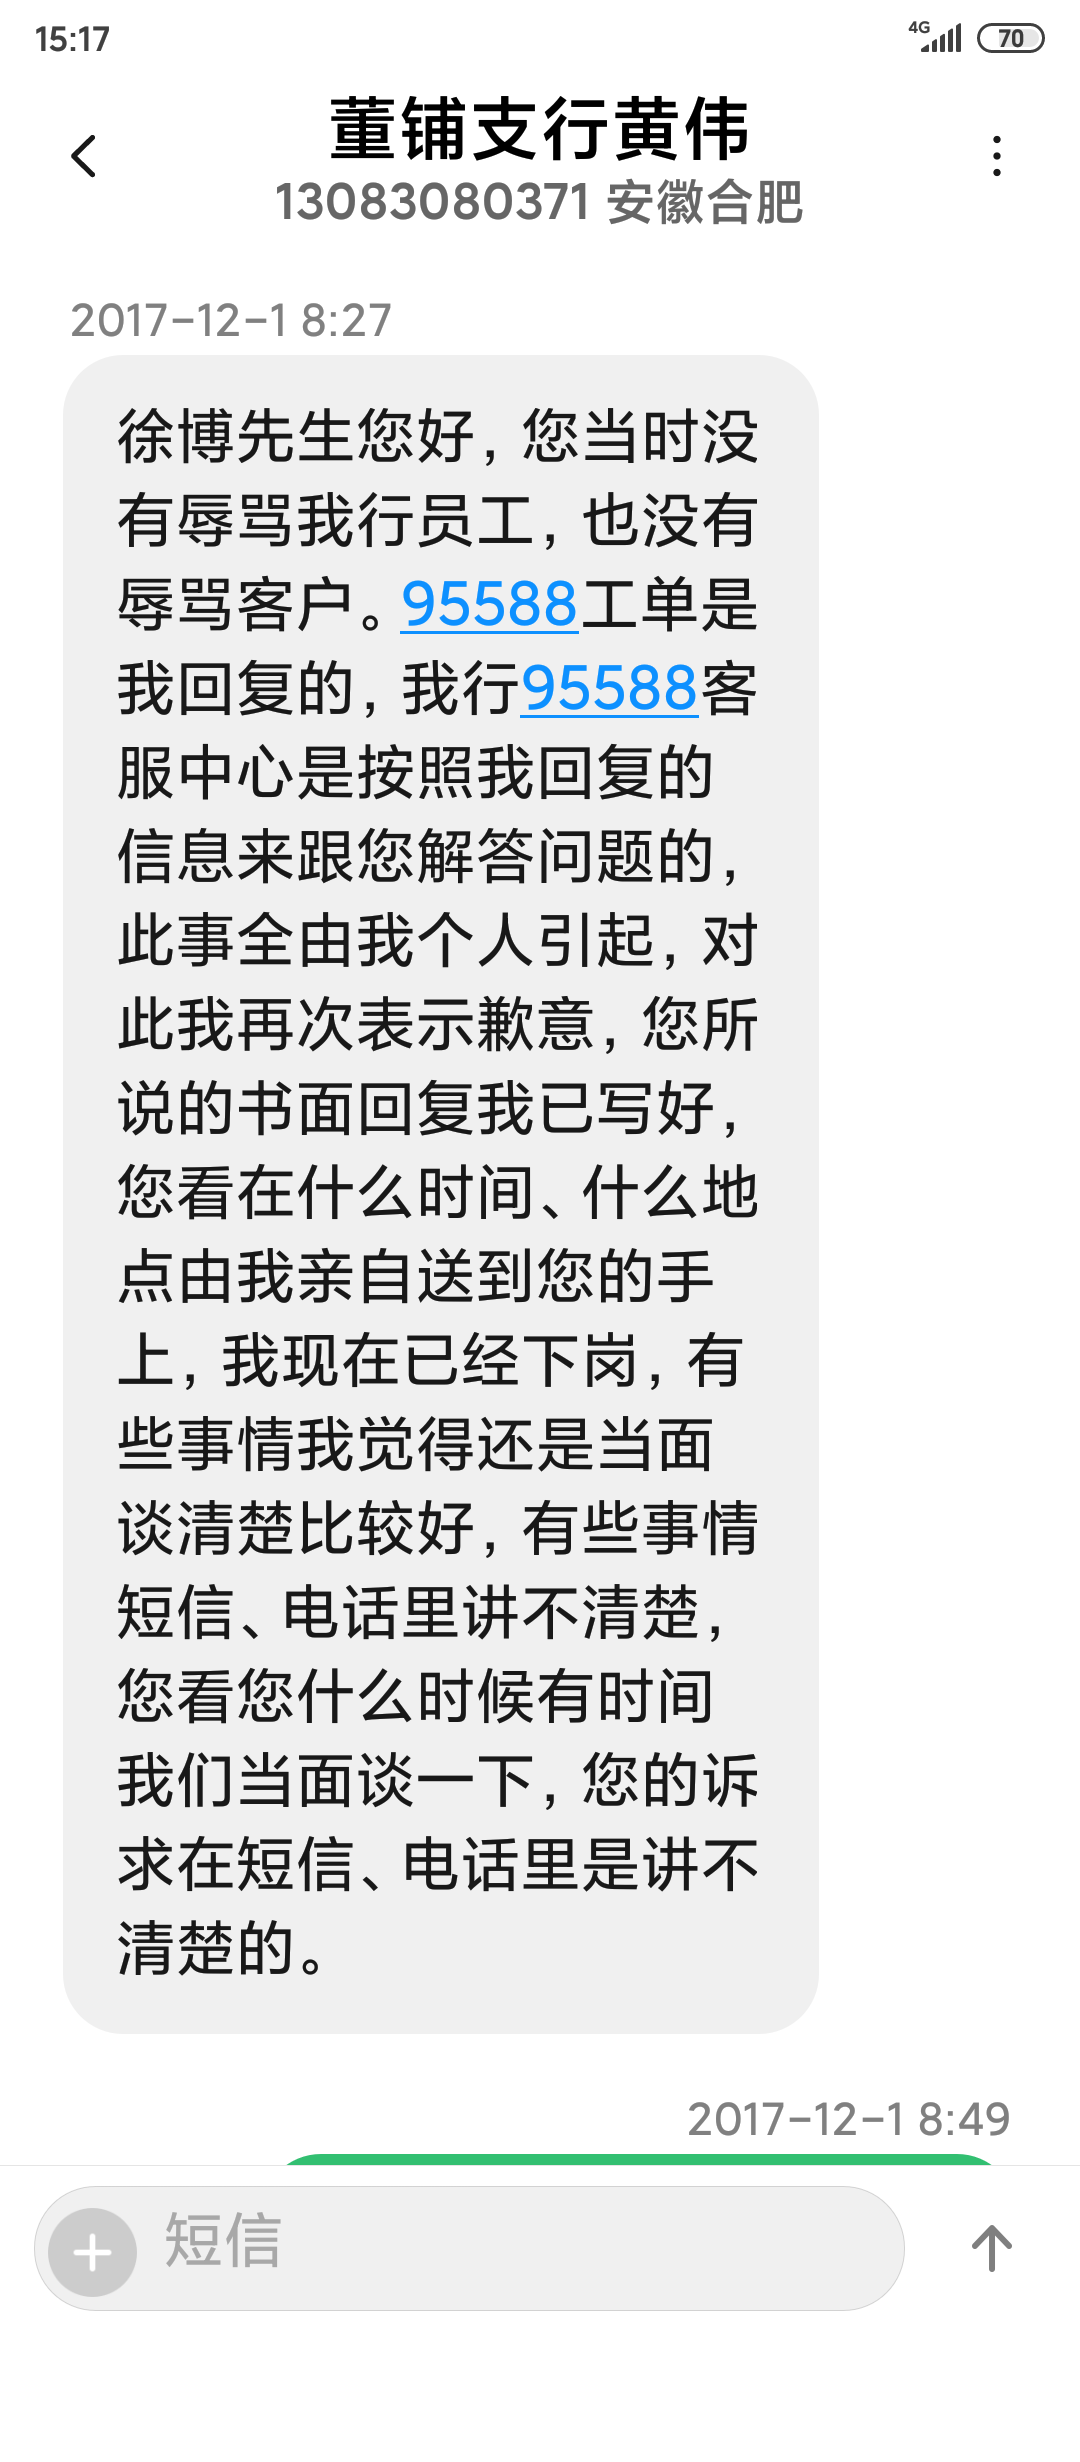 15:17
4G
70
董铺支行黄伟
13083080371 安徽合肥
2017-12-1 8:27
徐博先生您好，您当时没
有辱骂我行员工，也没有
辱骂客户。95588工单是
我回复的，我行95588客
服中心是按照我回复的
信息来跟您解答问题的，
此事全由我个人引起，对
此我再次表示歉意，您所
说的书面回复我已写好，
您看在什么时间、什么地
点由我亲自送到您的手
上，我现在已经下岗，有
些事情我觉得还是当面
谈清楚比较好，有些事情
短信、电话里讲不清楚，
您看您什么时候有时间
我们当面谈一下，您的诉
求在短信、电话里是讲不
清楚的。
2017-12-1 8:49
短信